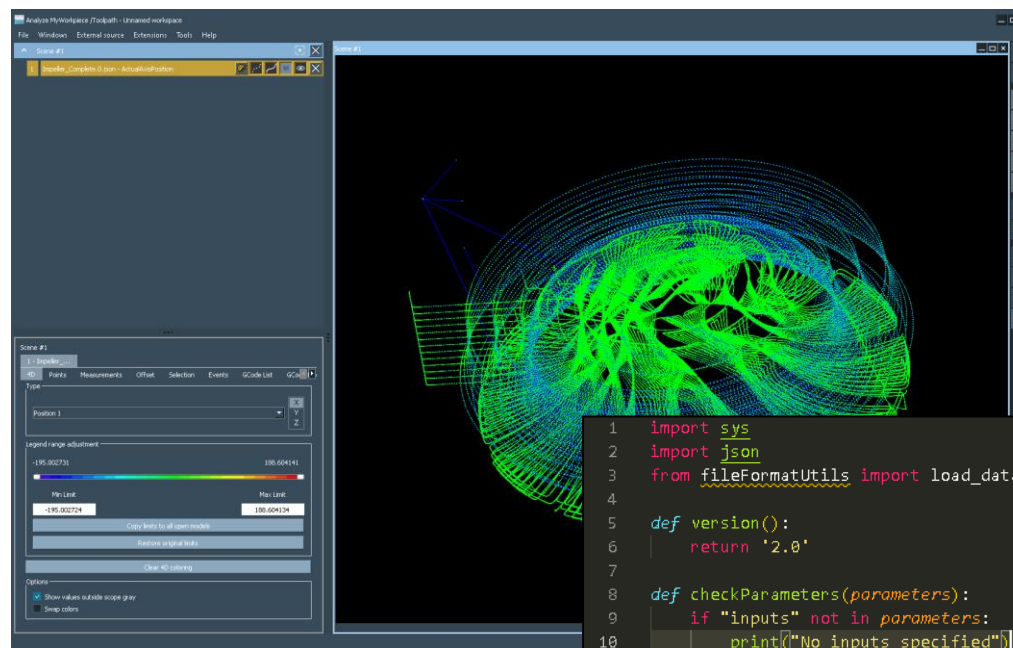 Analyze MyWorkpiece /Toolpath - Unnamed workspace
File Windows External source Extensions Tools Help
Scene #1
1 Impeller_Complete.0.json - ActualAxisPosition
Scene #1
Scene #1
1 - Impeller_...
4D Points Measurements Offset Selection Events GCode List GCo
Type
Position 1
X
Y
Z
Legend range adjustment
-195.002731 188.604141
Min Limit Max Limit
-195.002724 188.604134
Copy limits to all open models
Restore original limits
Clear 4D coloring
Options
Show values outside scope gray
Swap colors
1 import sys
2 import json
3 from fileFormatUtils import load_data
4
5 def version():
6 return '2.0'
7
8 def checkParameters(parameters):
9 if "inputs" not in parameters:
10 print("No inputs specified")